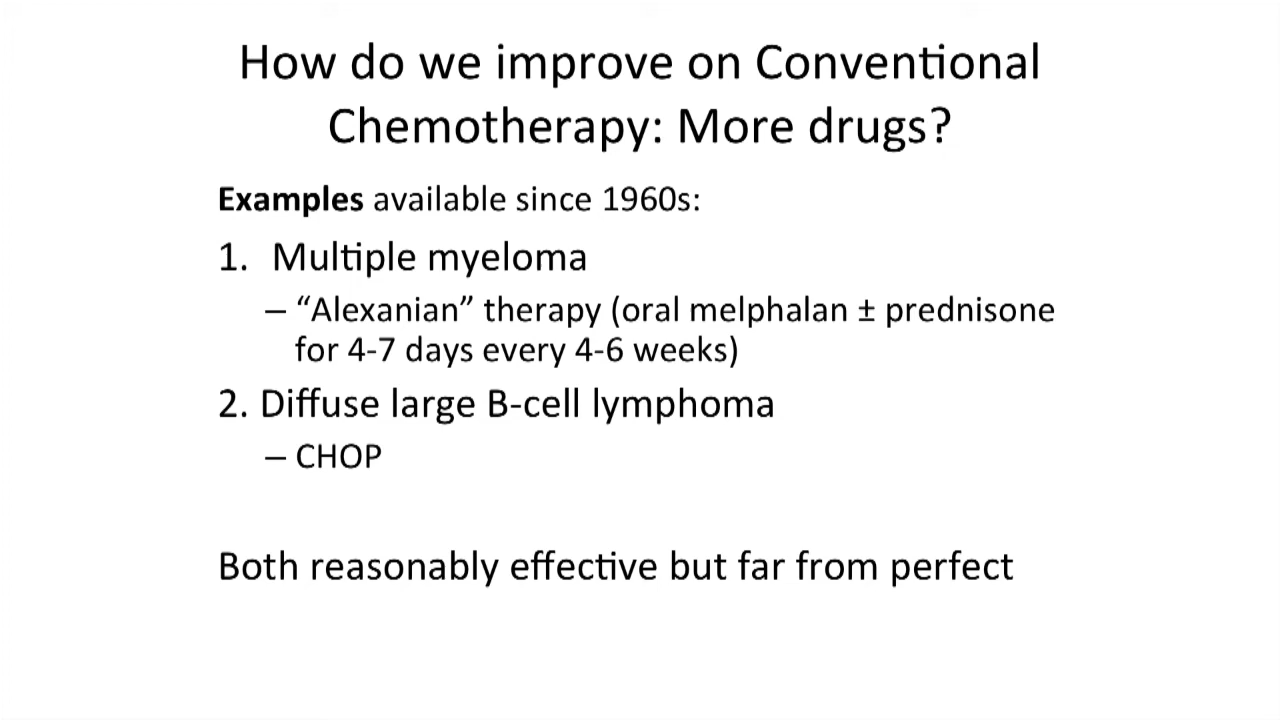 How do we improve on Conventional
Chemotherapy: More drugs?
Examples available since 1960s:
1. Multiple myeloma
– “Alexanian” therapy (oral melphalan ± prednisone
for 4-7 days every 4-6 weeks)
2. Diffuse large B-cell lymphoma
– CHOP
Both reasonably effective but far from perfect